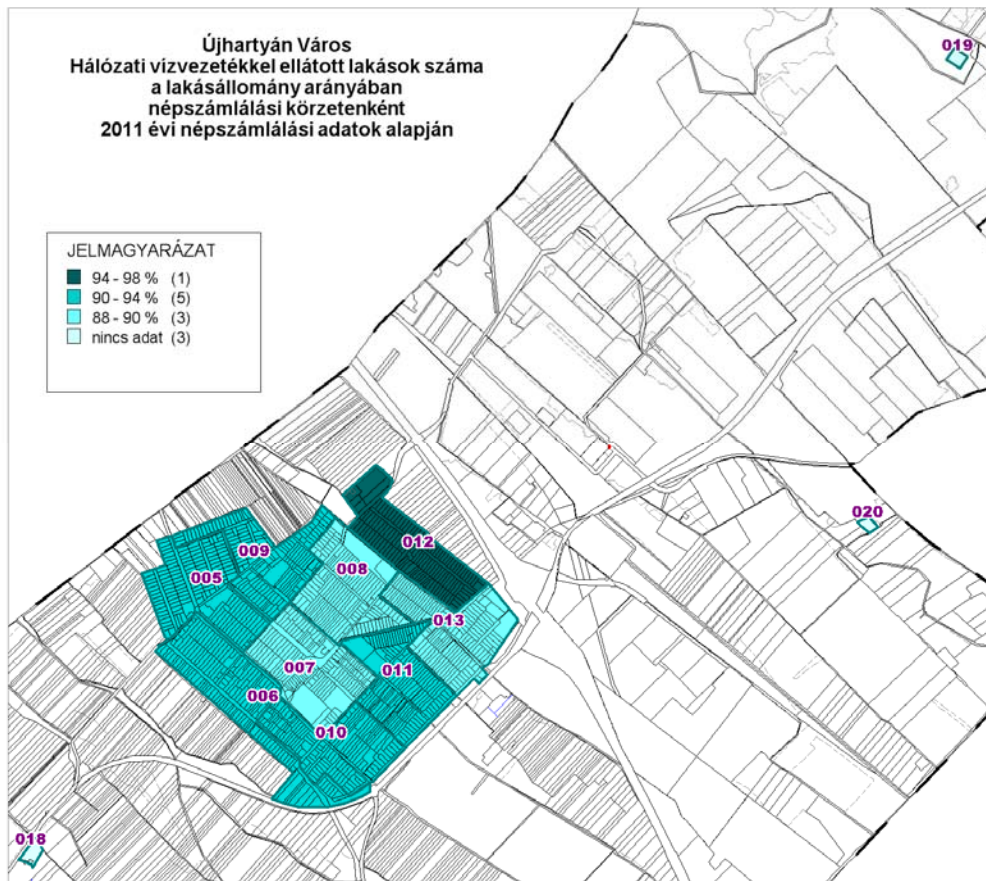 Újhartyán Város
Hálózati vízvezetékkel ellátott lakások száma
a lakásállomány arányában
népszámlálási körzetenként
2011 évi népszámlálási adatok alapján
JELMAGYARÁZAT
94 - 98 % (1)
90 - 94 % (5)
88 - 90 % (3)
nincs adat (3)
019
020
012
009
008
005
013
007
011
006
010
018